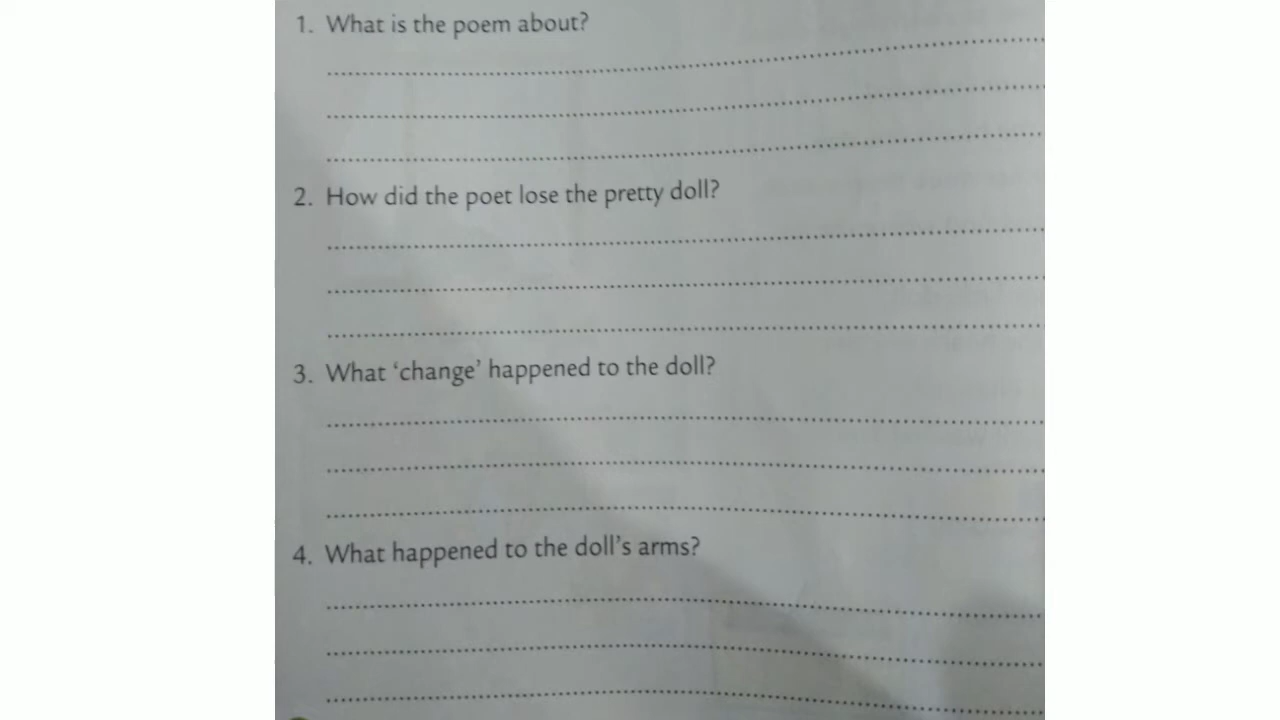 1. What is the poem about?
2. How did the poet lose the pretty doll?
3. What ‘change’ happened to the doll?
4. What happened to the doll’s arms?